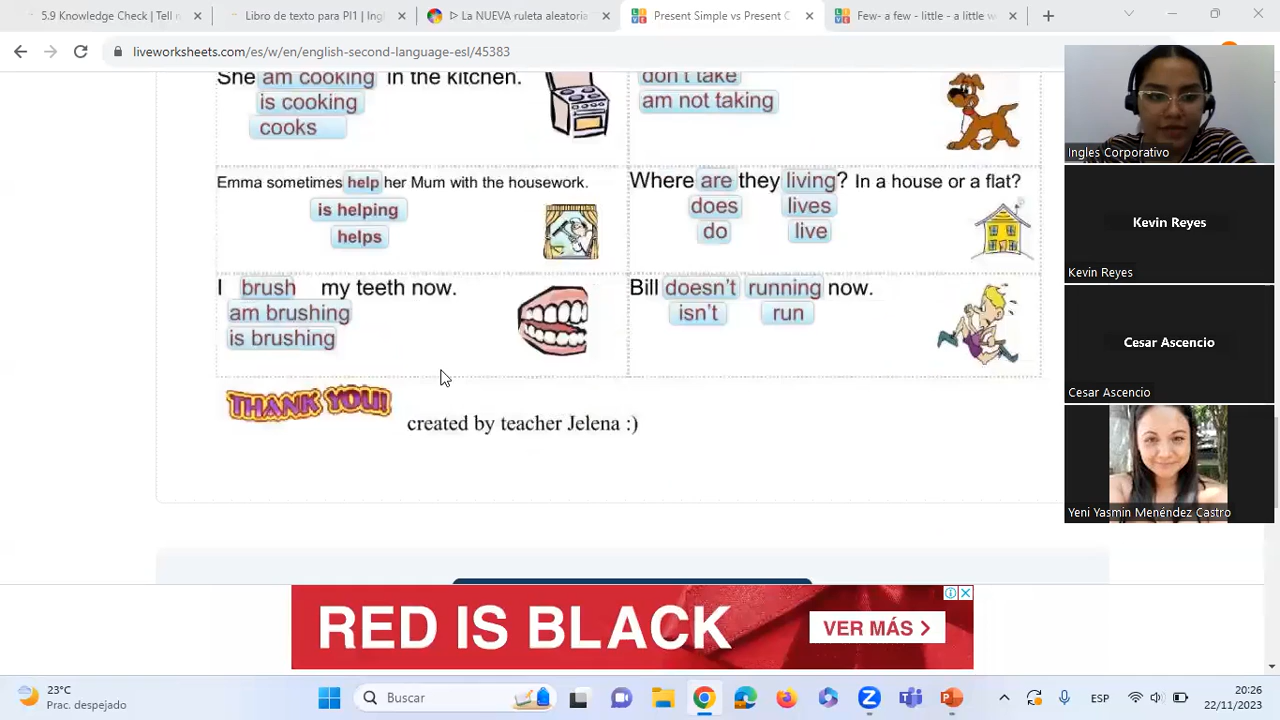 5.9 Knowledge Check | Tell
Libro de texto para PI1 | Ingl
▷ La NUEVA ruleta aleatoria
Present Simple vs Present C
Few- a few - little - a little w
liveworksheets.com/es/w/en/english-second-language-esl/45383
She am cooking in the kitchen.
is cooking
cooks
don't take
am not taking
Emma sometimes help her Mum with the housework.
is hoping
hops
Where are they living? In a house or a flat?
does lives
do live
I brush my teeth now.
am brushing
is brushing
Bill doesn't running now.
isn't run
THANK YOU!
created by teacher Jelena :)
RED IS BLACK
VER MÁS >
Ingles Corporativo
Kevin Reyes
Kevin Reyes
Cesar Ascencio
Cesar Ascencio
Yeni Yasmin Menéndez Castro
23°C
Prac. despejado
Buscar
ESP
20:26
22/11/2023